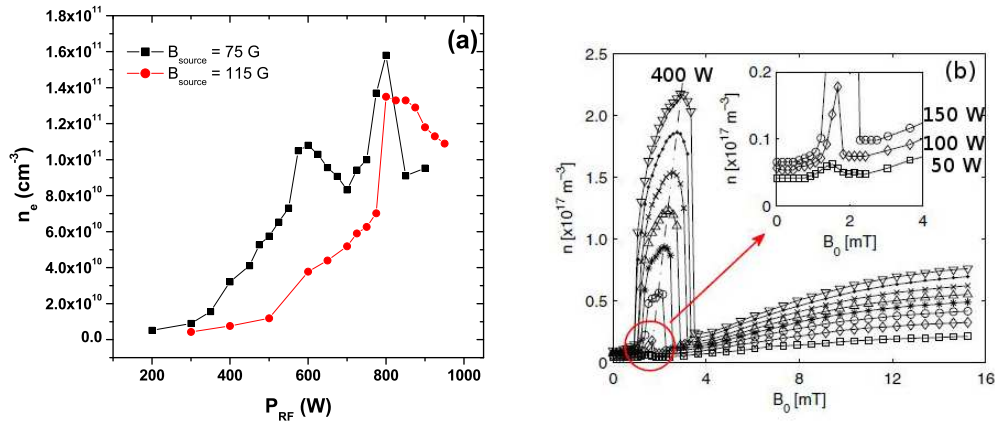 (a)
B_source = 75 G
B_source = 115 G
1.8x10^11
1.6x10^11
1.4x10^11
1.2x10^11
1.0x10^11
8.0x10^10
6.0x10^10
4.0x10^10
2.0x10^10
0.0
n_e (cm^-3)
200 400 600 800 1000
P_RF (W)
(b)
400 W
2.5
2.0
1.5
1.0
0.5
0
n [x10^17 m^-3]
0 4 8 12 16
B_0 [mT]
0.2
0.1
0
n [x10^17 m^-3]
0 2 4
B_0 [mT]
150 W
100 W
50 W